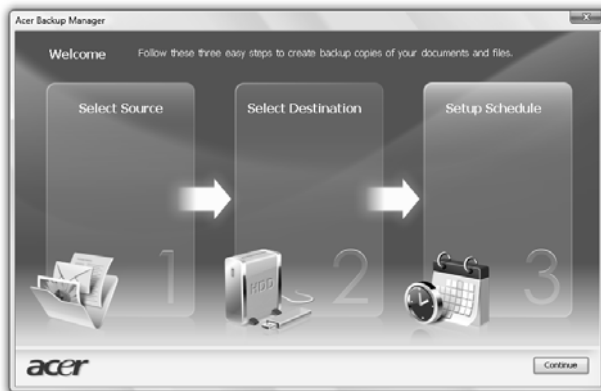 Acer Backup Manager
Welcome
Follow these three easy steps to create backup copies of your documents and files.
Select Source
Select Destination
Setup Schedule
1
HDD
2
3
acer
Continue